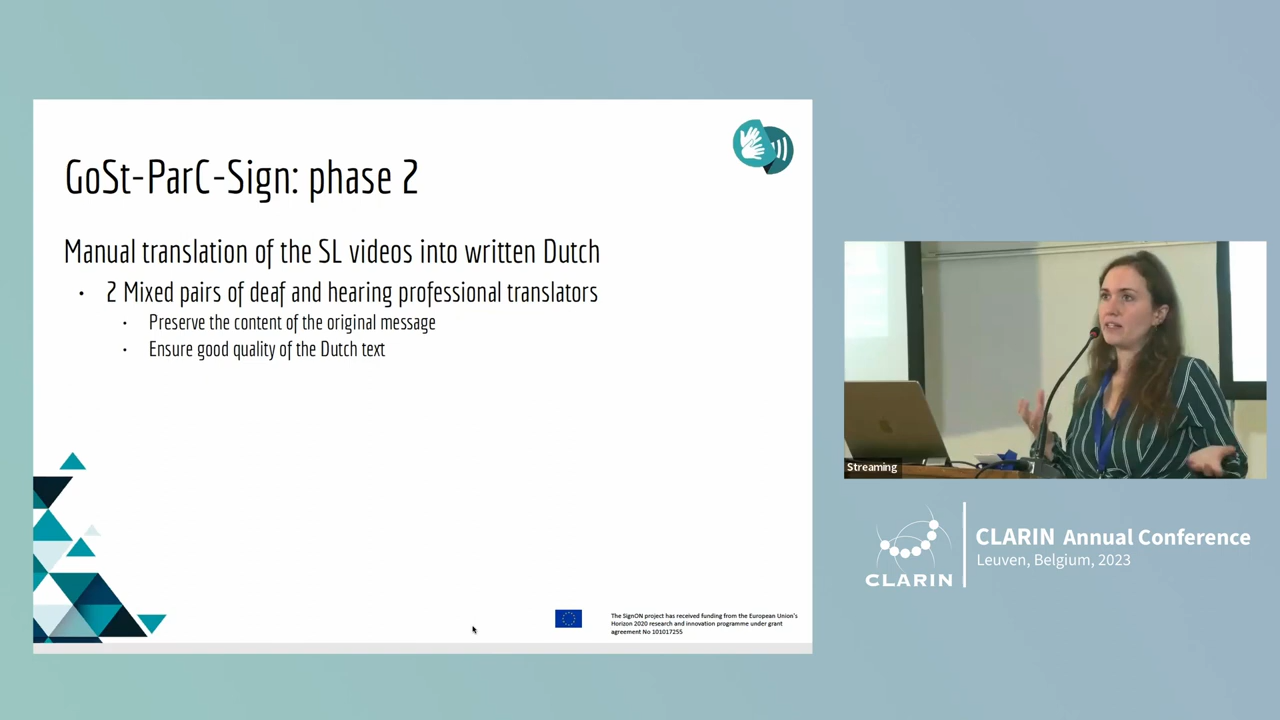 GoSt-ParC-Sign: phase 2
Manual translation of the SL videos into written Dutch
• 2 Mixed pairs of deaf and hearing professional translators
• Preserve the content of the original message
• Ensure good quality of the Dutch text
The SignON project has received funding from the European Union's
Horizon 2020 research and innovation programme under grant
agreement No 101017255
Streaming
CLARIN
CLARIN Annual Conference
Leuven, Belgium, 2023